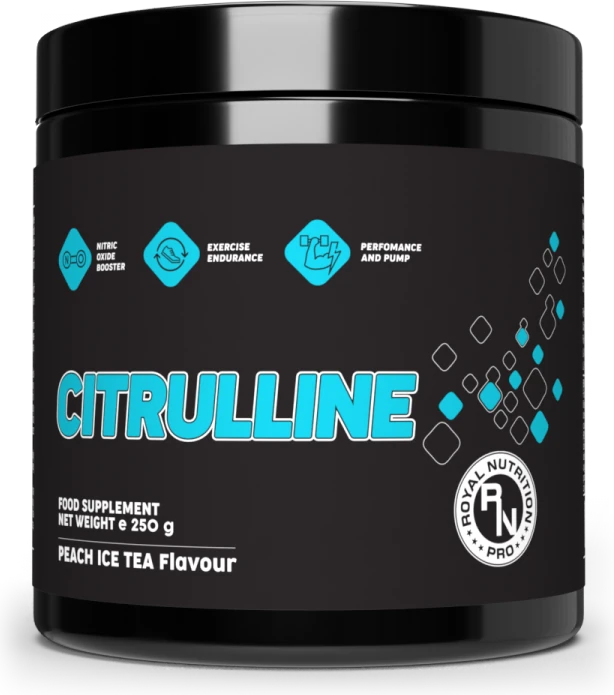 NITRIC
OXIDE
BOOSTER
EXERCISE
ENDURANCE
PERFOMANCE
AND PUMP
N O
CITRULLINE
FOOD SUPPLEMENT
NET WEIGHT e 250 g
PEACH ICE TEA Flavour
ROYAL NUTRITION
RN
PRO